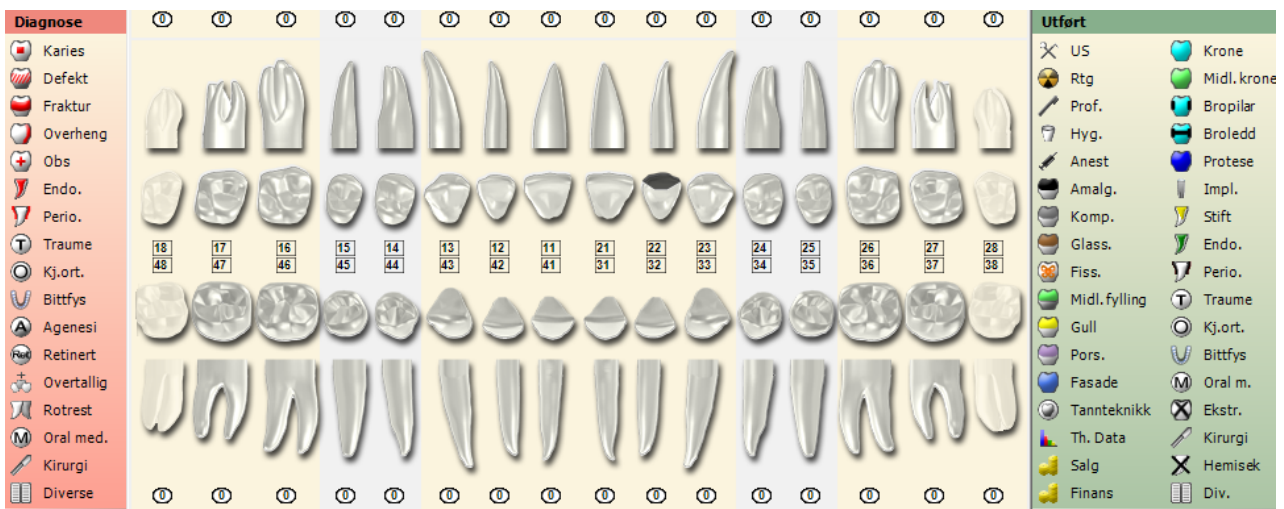 Diagnose
Karies
Defekt
Fraktur
Overheng
Obs
Endo.
Perio.
Traume
Kj.ort.
Bittfys
Agenesi
Retinert
Overtallig
Rotrest
Oral med.
Kirurgi
Diverse
0 0 0 0 0 0 0 0 0 0 0 0 0 0 0 0
18 17 16 15 14 13 12 11 21 22 23 24 25 26 27 28
48 47 46 45 44 43 42 41 31 32 33 34 35 36 37 38
0 0 0 0 0 0 0 0 0 0 0 0 0 0 0 0
Utført
US
Rtg
Prof.
Hyg.
Anest
Amalg.
Komp.
Glass.
Fiss.
Midl.fylling
Gull
Pors.
Fasade
Tannteknikk
Th. Data
Salg
Finans
Krone
Midl.krone
Bropilar
Broledd
Protese
Impl.
Stift
Endo.
Perio.
Traume
Kj.ort.
Bittfys
Oral m.
Ekstr.
Kirurgi
Hemisek
Div.
T
A
Ret
M
T
M